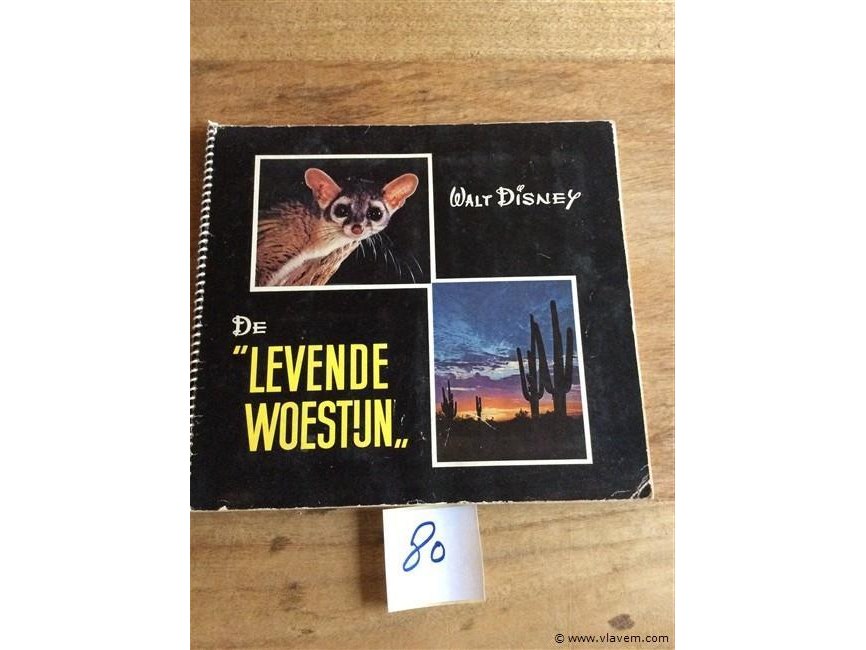 WALT DISNEY
DE
"LEVENDE
WOESTIJN„
80
© www.vlavem.com